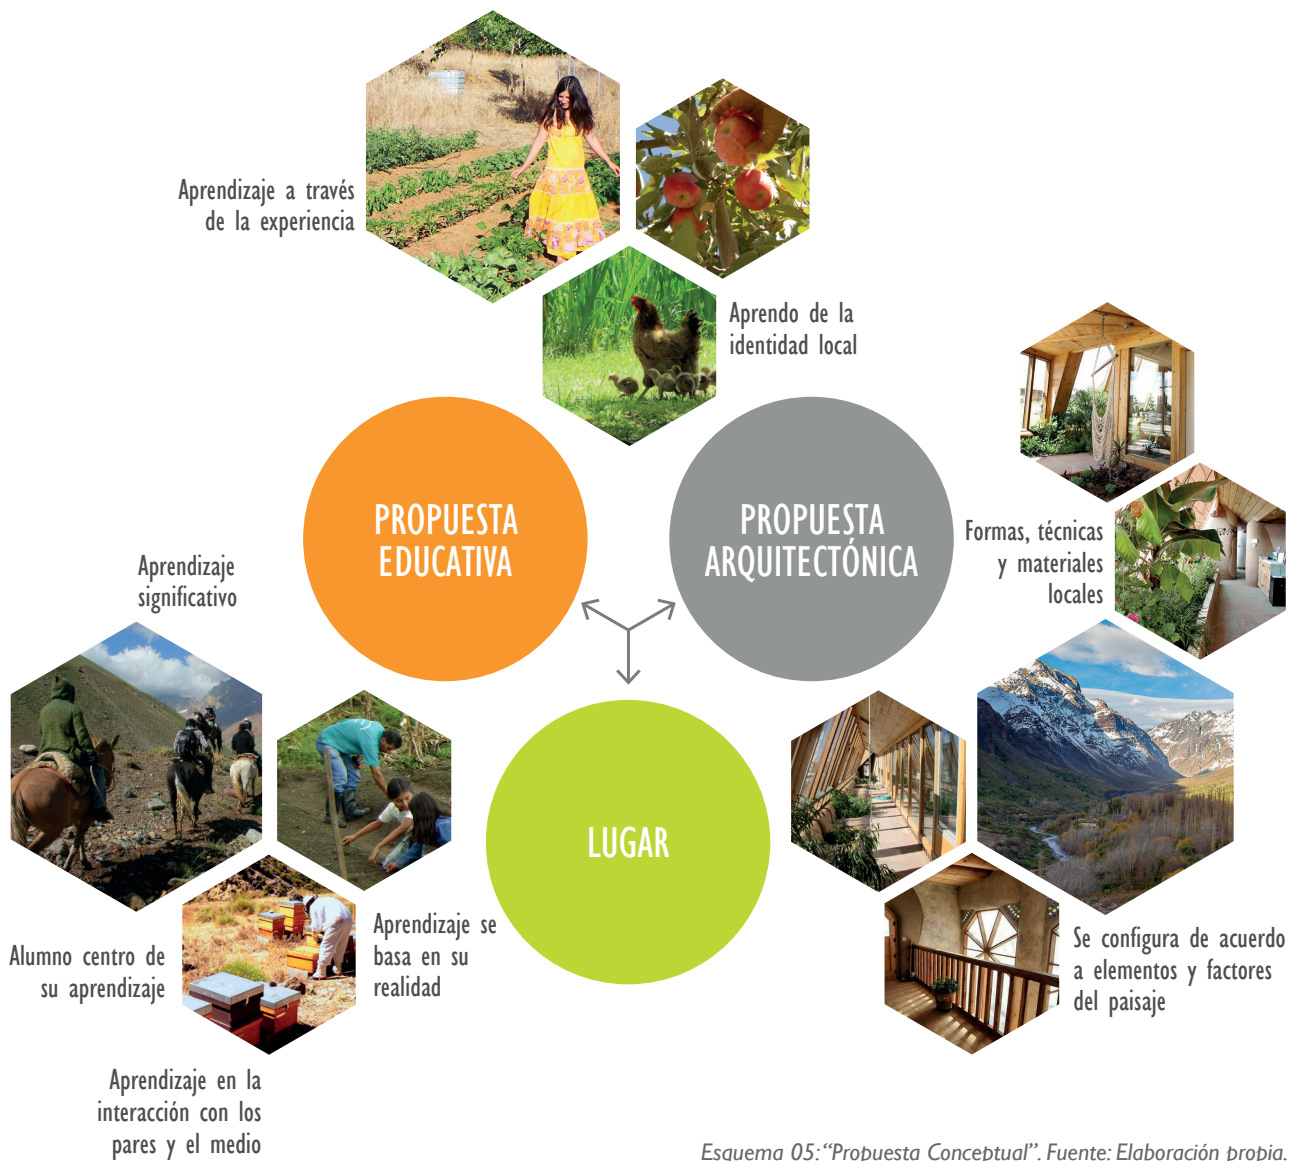 Aprendizaje a través
de la experiencia
Aprendo de la
identidad local
PROPUESTA
EDUCATIVA
PROPUESTA
ARQUITECTÓNICA
Formas, técnicas
y materiales
locales
Aprendizaje
significativo
LUGAR
Alumno centro de
su aprendizaje
Aprendizaje se
basa en su
realidad
Se configura de acuerdo
a elementos y factores
del paisaje
Aprendizaje en la
interacción con los
pares y el medio
Esquema 05: “Propuesta Conceptual”. Fuente: Elaboración propia.